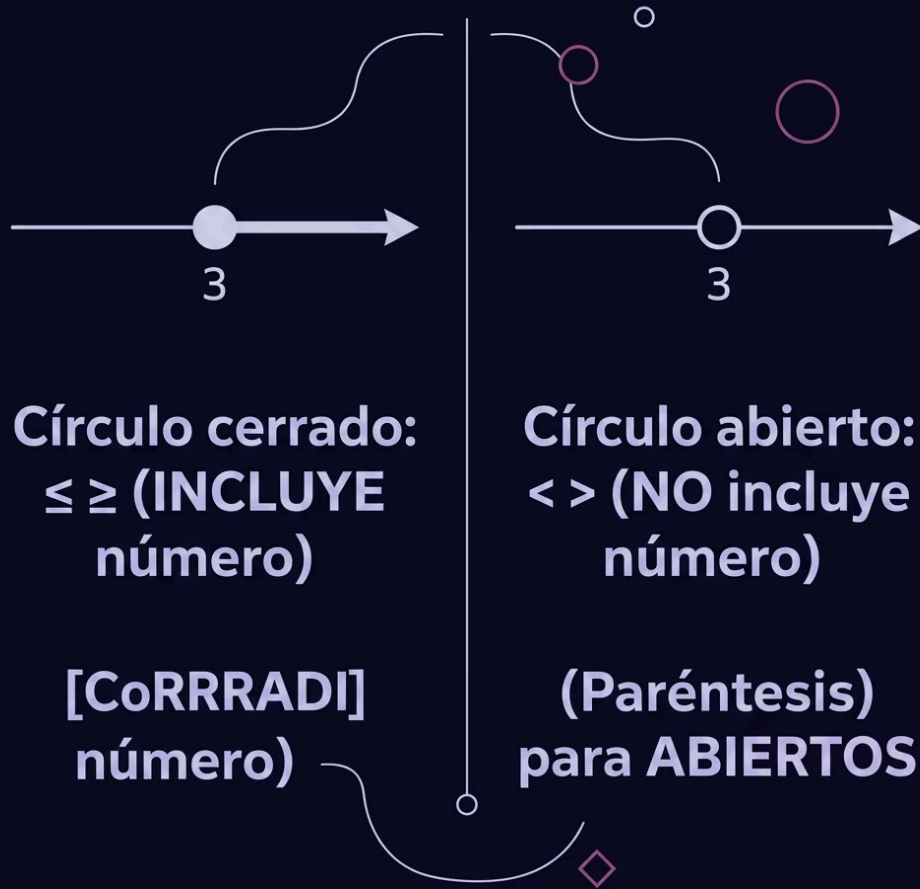 3
Círculo cerrado:
≤ ≥ (INCLUYE
número)
[CoRRRADI]
número)
3
Círculo abierto:
< > (NO incluye
número)
(Paréntesis)
para ABIERTOS